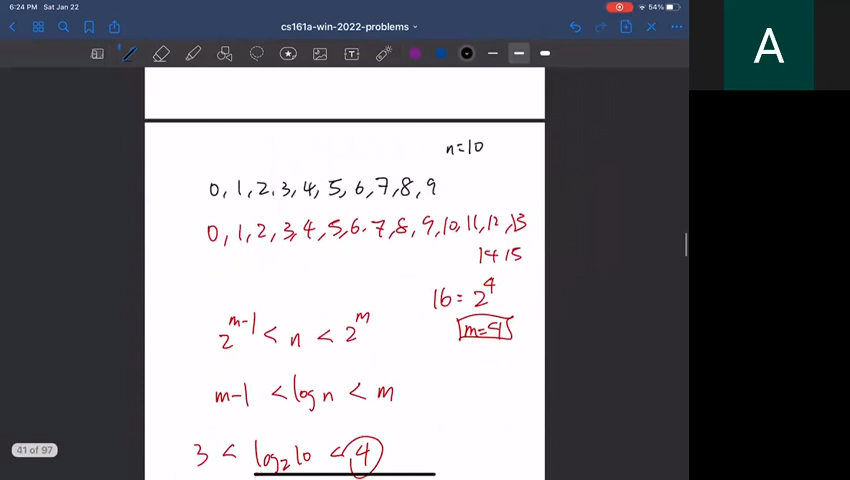 6:24 PM Sat Jan 22
54%
cs161a-win-2022-problems
A
n=10
0, 1, 2, 3, 4, 5, 6, 7, 8, 9
0, 1, 2, 3, 4, 5, 6, 7, 8, 9, 10, 11, 12, 13
14 15
16 = 2^4
m=4
2^{m-1} < n < 2^m
m-1 < log n < m
3 < log_2 10 < 4
41 of 97